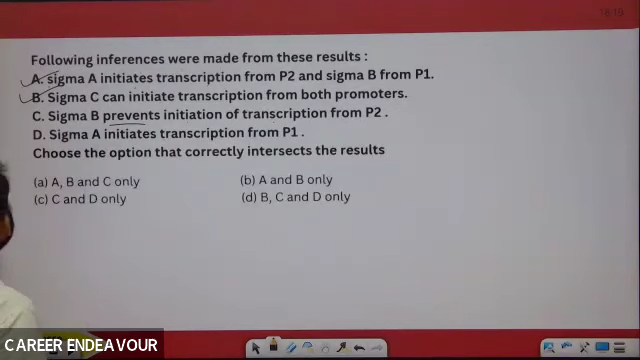 16:19
Following inferences were made from these results :
A. sigma A initiates transcription from P2 and sigma B from P1.
B. Sigma C can initiate transcription from both promoters.
C. Sigma B prevents initiation of transcription from P2 .
D. Sigma A initiates transcription from P1 .
Choose the option that correctly intersects the results
(a) A, B and C only (b) A and B only
(c) C and D only (d) B, C and D only
CAREER ENDEAVOUR